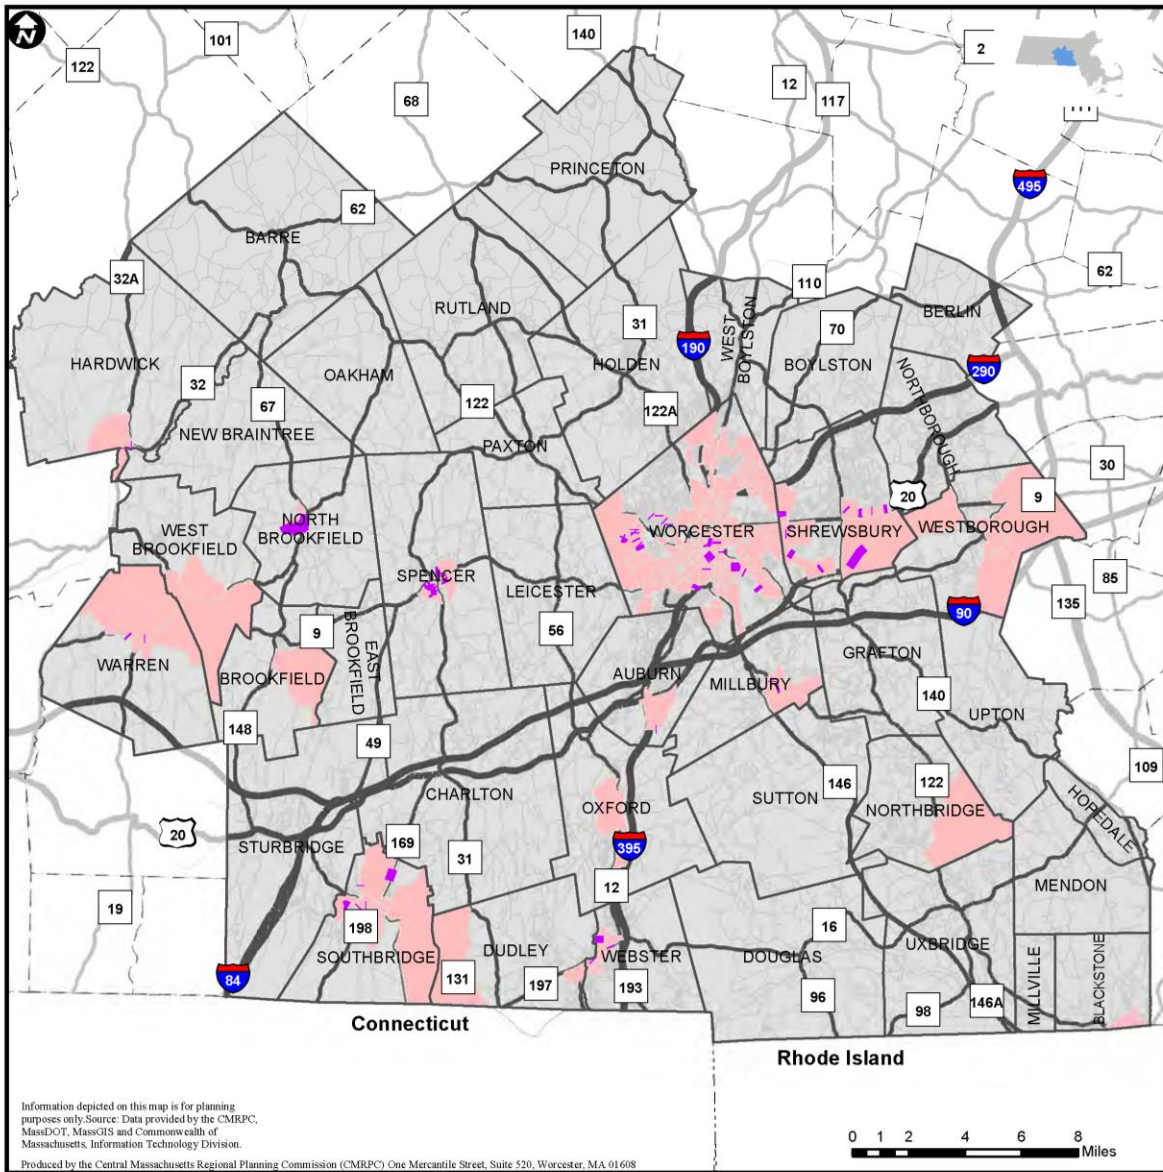 N
101
140
122
2
12
68
117
PRINCETON
495
62
BARRE
62
32A
110
RUTLAND
BERLIN
31
70
190
WEST BOYLSTON
HARDWICK
HOLDEN
BOYLSTON
290
OAKHAM
32
NORTHBOROUGH
67
122
122A
NEW BRAINTREE
PAXTON
30
20
9
WEST BROOKFIELD
NORTH BROOKFIELD
WORCESTER
SHREWSBURY
WESTBOROUGH
SPENCER
LEICESTER
85
135
90
56
9
EAST BROOKFIELD
WARREN
BROOKFIELD
AUBURN
MILLBURY
GRAFTON
140
UPTON
148
49
109
CHARLTON
OXFORD
SUTTON
146
122
NORTHBRIDGE
HOPEDALE
20
STURBRIDGE
169
31
395
12
MENDON
19
198
16
SOUTHBRIDGE
DUDLEY
WEBSTER
DOUGLAS
UXBRIDGE
84
131
197
193
96
98
146A
MILLVILLE
BLACKSTONE
Connecticut
Rhode Island
Information depicted on this map is for planning
purposes only.Source: Data provided by the CMRPC,
MassDOT, MassGIS and Commonwealth of
Massachusetts, Information Technology Division.
0 1 2 4 6 8
Miles
Produced by the Central Massachusetts Regional Planning Commission (CMRPC) One Mercantile Street, Suite 520, Worcester, MA 01608